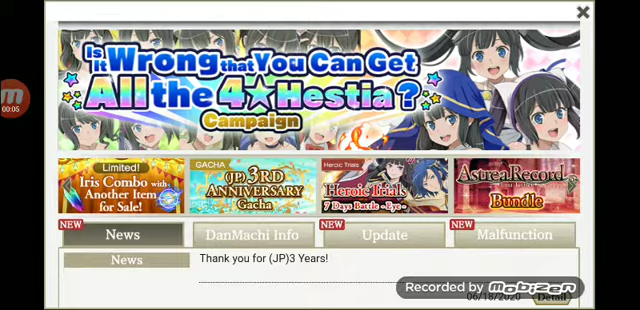 Is it Wrong that You Can Get
All the 4★Hestia?
Campaign
00:05
Limited!
Iris Combo with
Another Item
for Sale!
GACHA
(JP)3RD
ANNIVERSARY
Gacha
Heroic Trials
Heroic Trials
7 Days Battle - Eye -
AstreaRecord
Bundle
NEW
News
DanMachi Info
NEW
Update
NEW
Malfunction
News
Thank you for (JP)3 Years!
Recorded by MOBIZEN
06/18/2020
Detail